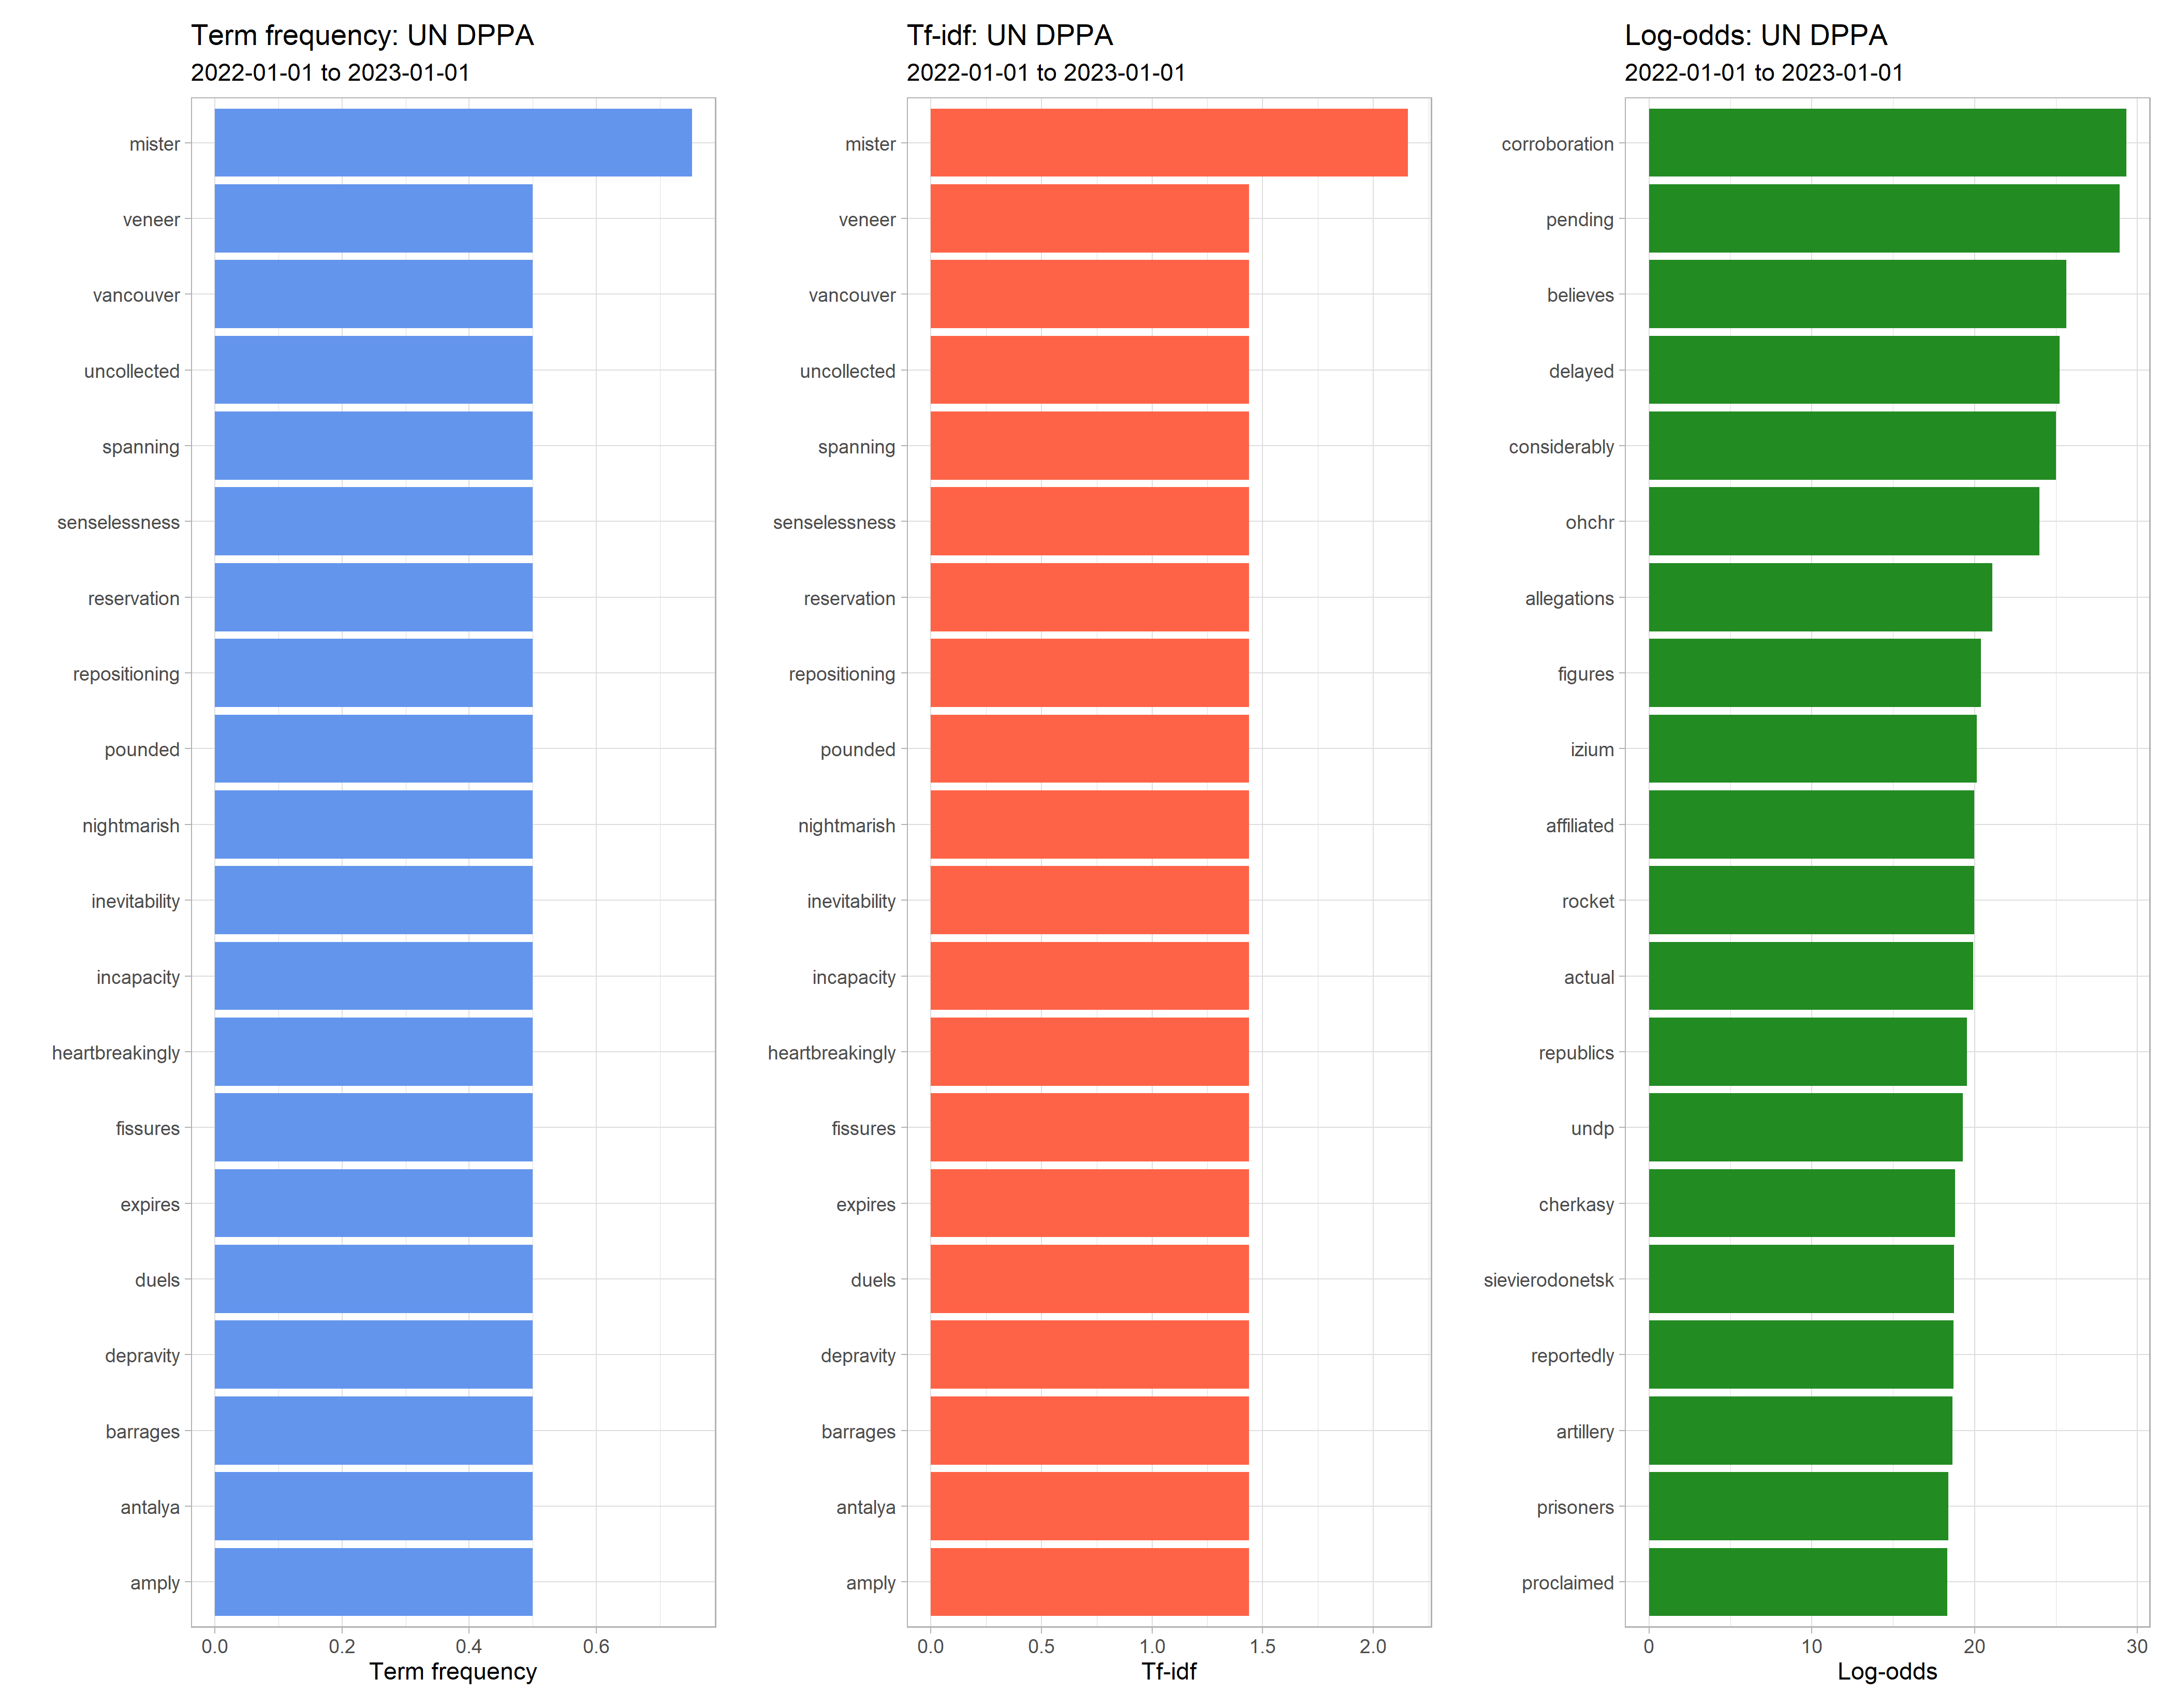 Term frequency: UN DPPA
2022-01-01 to 2023-01-01
mister
veneer
vancouver
uncollected
spanning
senselessness
reservation
repositioning
pounded
nightmarish
inevitability
incapacity
heartbreakingly
fissures
expires
duels
depravity
barrages
antalya
amply
0.0 0.2 0.4 0.6
Term frequency
Tf-idf: UN DPPA
2022-01-01 to 2023-01-01
mister
veneer
vancouver
uncollected
spanning
senselessness
reservation
repositioning
pounded
nightmarish
inevitability
incapacity
heartbreakingly
fissures
expires
duels
depravity
barrages
antalya
amply
0.0 0.5 1.0 1.5 2.0
Tf-idf
Log-odds: UN DPPA
2022-01-01 to 2023-01-01
corroboration
pending
believes
delayed
considerably
ohchr
allegations
figures
izium
affiliated
rocket
actual
republics
undp
cherkasy
sievierodonetsk
reportedly
artillery
prisoners
proclaimed
0 10 20 30
Log-odds